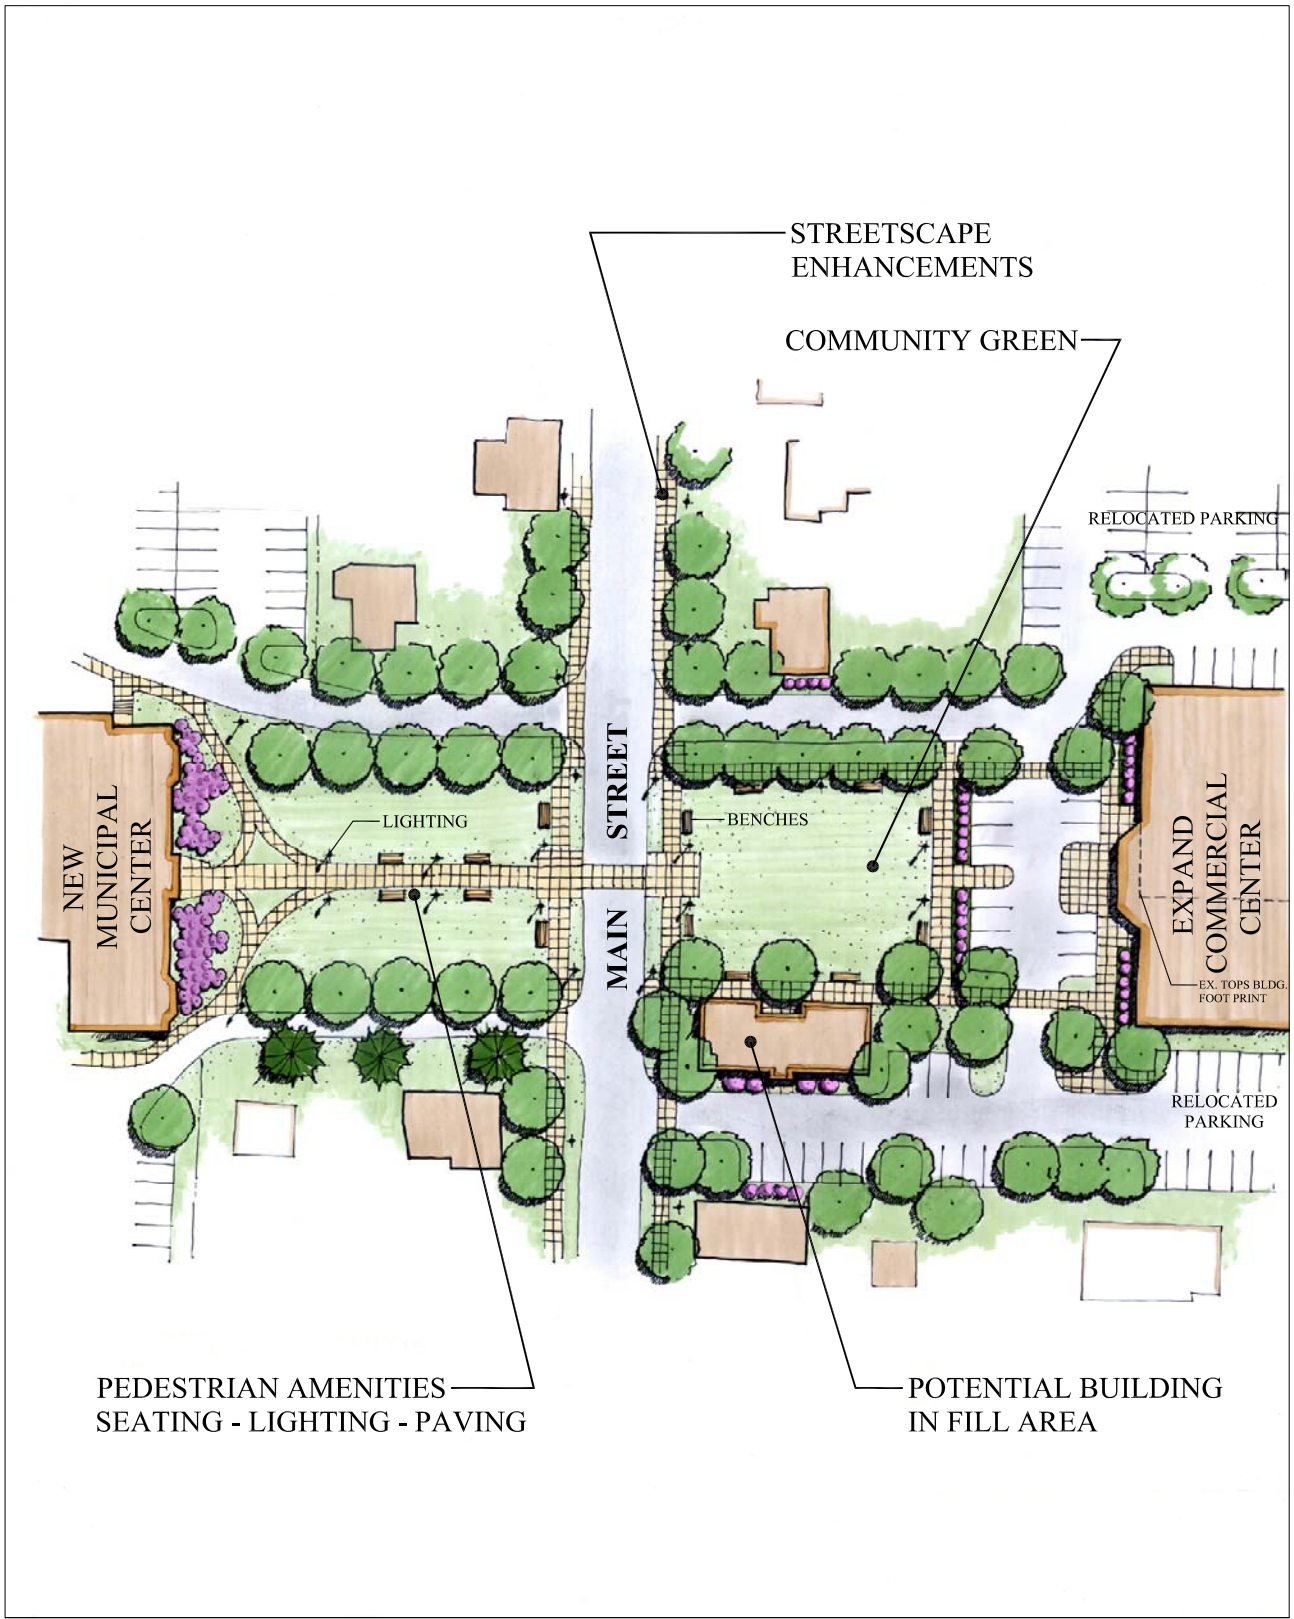 STREETSCAPE
ENHANCEMENTS
COMMUNITY GREEN
RELOCATED PARKING
NEW
MUNICIPAL
CENTER
LIGHTING
MAIN STREET
BENCHES
EXPAND
COMMERCIAL
CENTER
EX. TOPS BLDG.
FOOT PRINT
RELOCATED
PARKING
PEDESTRIAN AMENITIES
SEATING - LIGHTING - PAVING
POTENTIAL BUILDING
IN FILL AREA